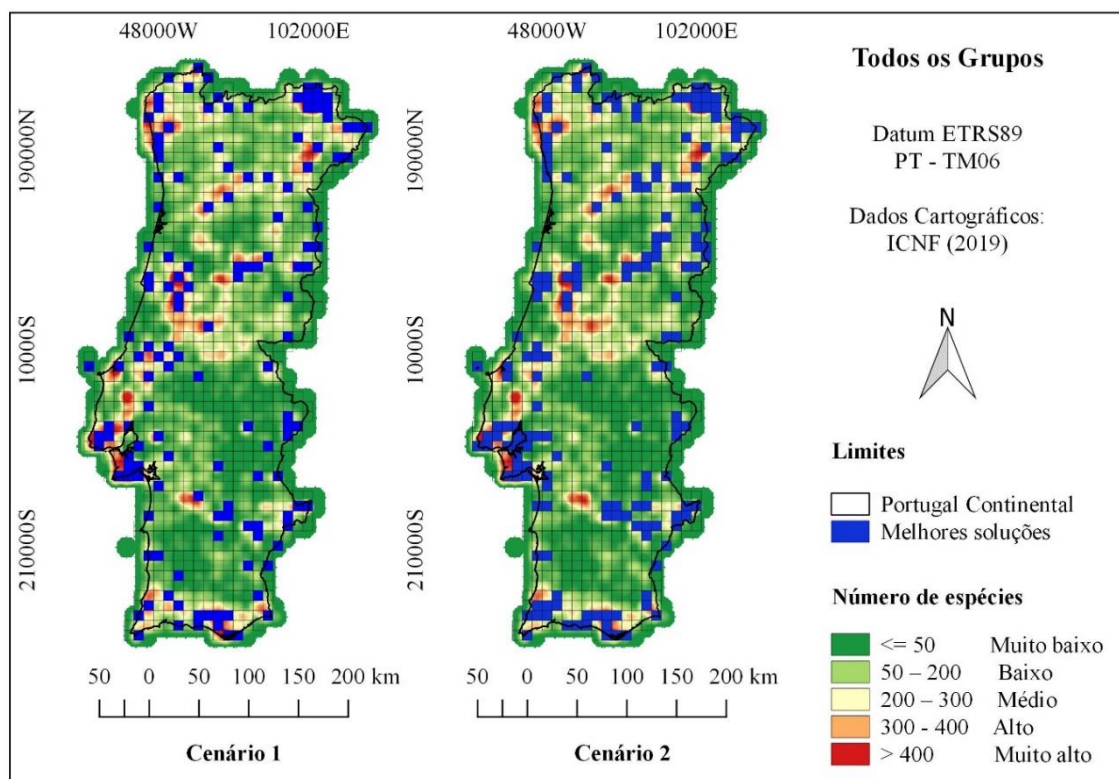 48000W 102000E
190000N
10000S
210000S
50 0 50 100 150 200 km
Cenário 1
48000W 102000E
190000N
10000S
210000S
50 0 50 100 150 200 km
Cenário 2
Todos os Grupos
Datum ETRS89
PT - TM06
Dados Cartográficos:
ICNF (2019)
N
Limites
Portugal Continental
Melhores soluções
Número de espécies
<= 50 Muito baixo
50 – 200 Baixo
200 – 300 Médio
300 - 400 Alto
> 400 Muito alto